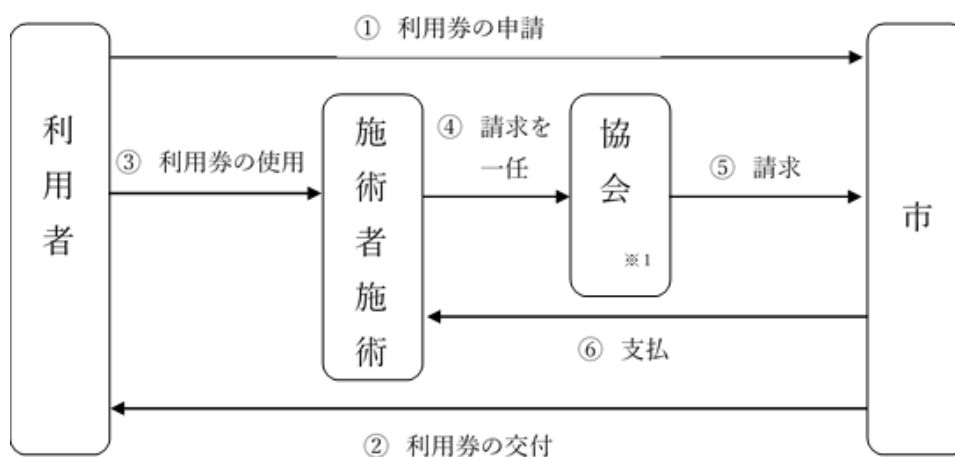 ① 利用券の申請
利用者
③ 利用券の使用
施術者施術
④ 請求を
一任
協会
※1
⑤ 請求
市
⑥ 支払
② 利用券の交付